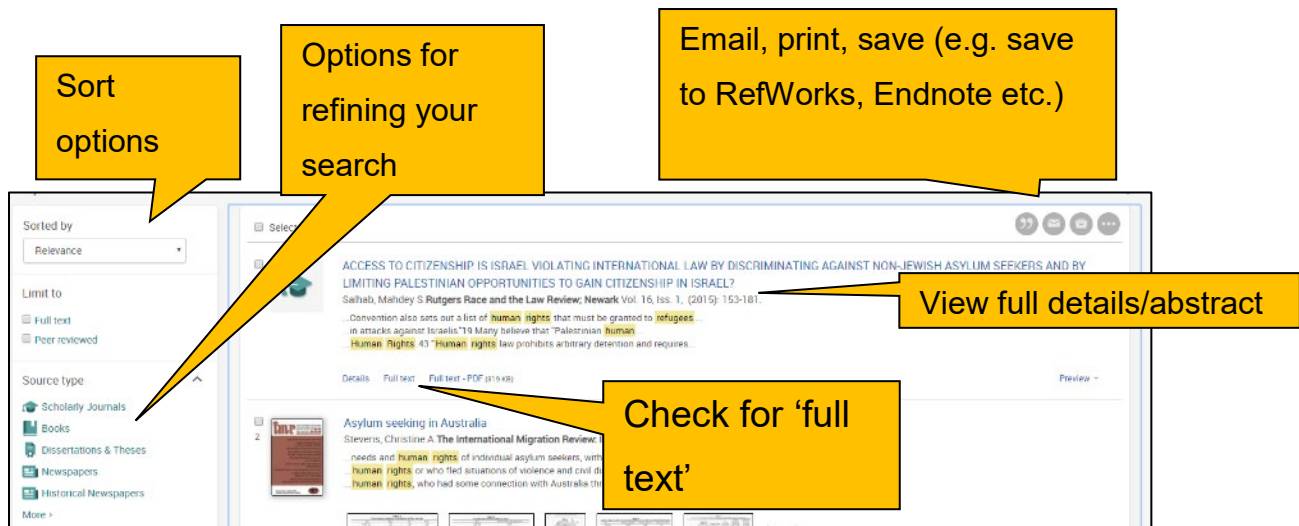 Sort
options
Options for
refining your
search
Email, print, save (e.g. save
to RefWorks, Endnote etc.)
Sorted by
Relevance
Limit to
Full text
Peer reviewed
Source type
Scholarly Journals
Books
Dissertations & Theses
Newspapers
Historical Newspapers
More >
Selec
ACCESS TO CITIZENSHIP IS ISRAEL VIOLATING INTERNATIONAL LAW BY DISCRIMINATING AGAINST NON-JEWISH ASYLUM SEEKERS AND BY
LIMITING PALESTINIAN OPPORTUNITIES TO GAIN CITIZENSHIP IN ISRAEL?
Salhab, Mahdey S. Rutgers Race and the Law Review; Newark Vol. 16, Iss. 1, (2015): 153-181.
...Convention also sets out a list of human rights that must be granted to refugees...
...in attacks against Israelis"19 Many believe that "Palestinian human...
...Human Rights 43 "Human rights law prohibits arbitrary detention and requires...
View full details/abstract
Details Full text Full text - PDF (819 KB) Preview
Check for ‘full
text’
2
Asylum seeking in Australia
Stevens, Christine A. The International Migration Review;
...needs and human rights of individual asylum seekers, with
...human rights or who fled situations of violence and civil
...human rights, who had some connection with Australia